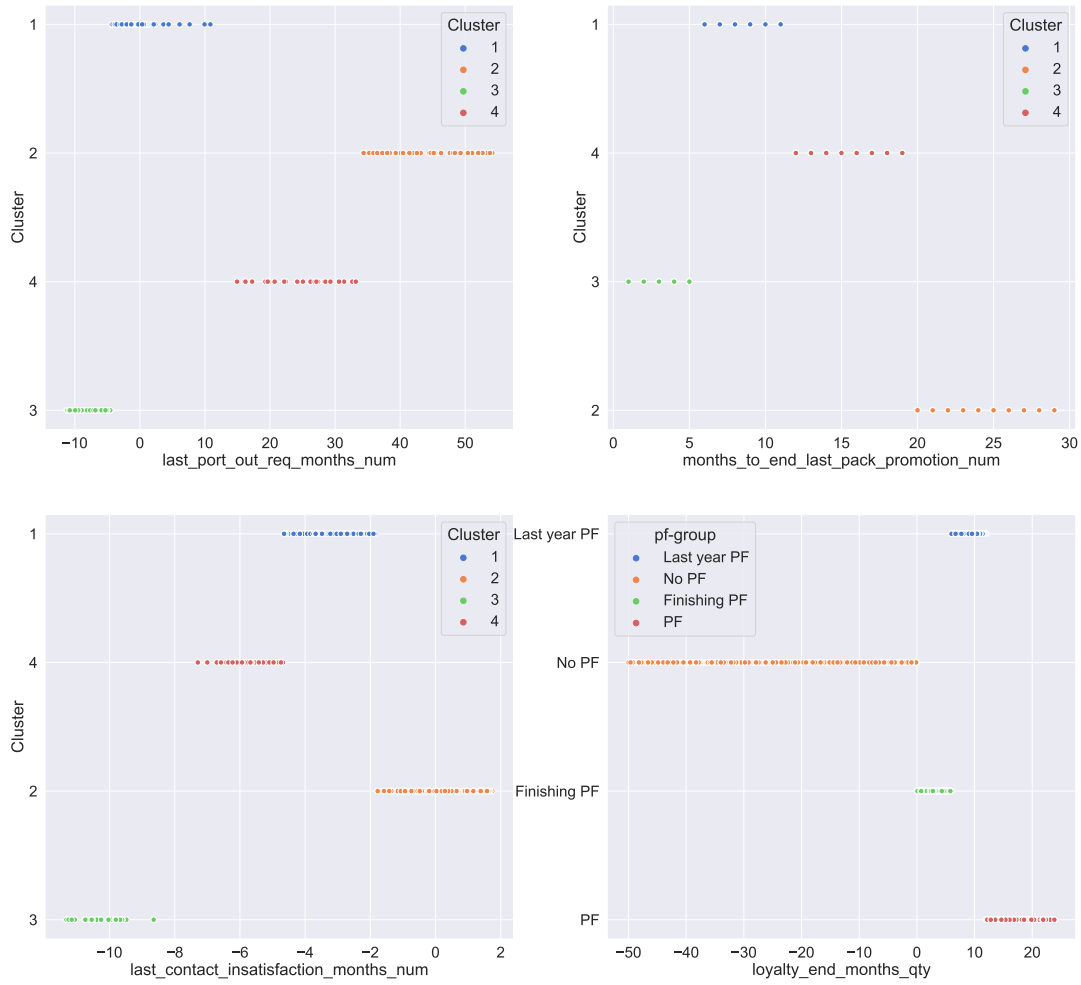 1
2
4
3
Cluster
Cluster
1
2
3
4
−10
0
10
20
30
40
50
last_port_out_req_months_num
1
4
3
2
Cluster
Cluster
1
2
3
4
0
5
10
15
20
25
30
months_to_end_last_pack_promotion_num
1
4
2
3
Cluster
Cluster
1
2
3
4
−10
−8
−6
−4
−2
0
2
last_contact_insatisfaction_months_num
Last year PF
No PF
Finishing PF
PF
pf-group
Last year PF
No PF
Finishing PF
PF
−50
−40
−30
−20
−10
0
10
20
loyalty_end_months_qty